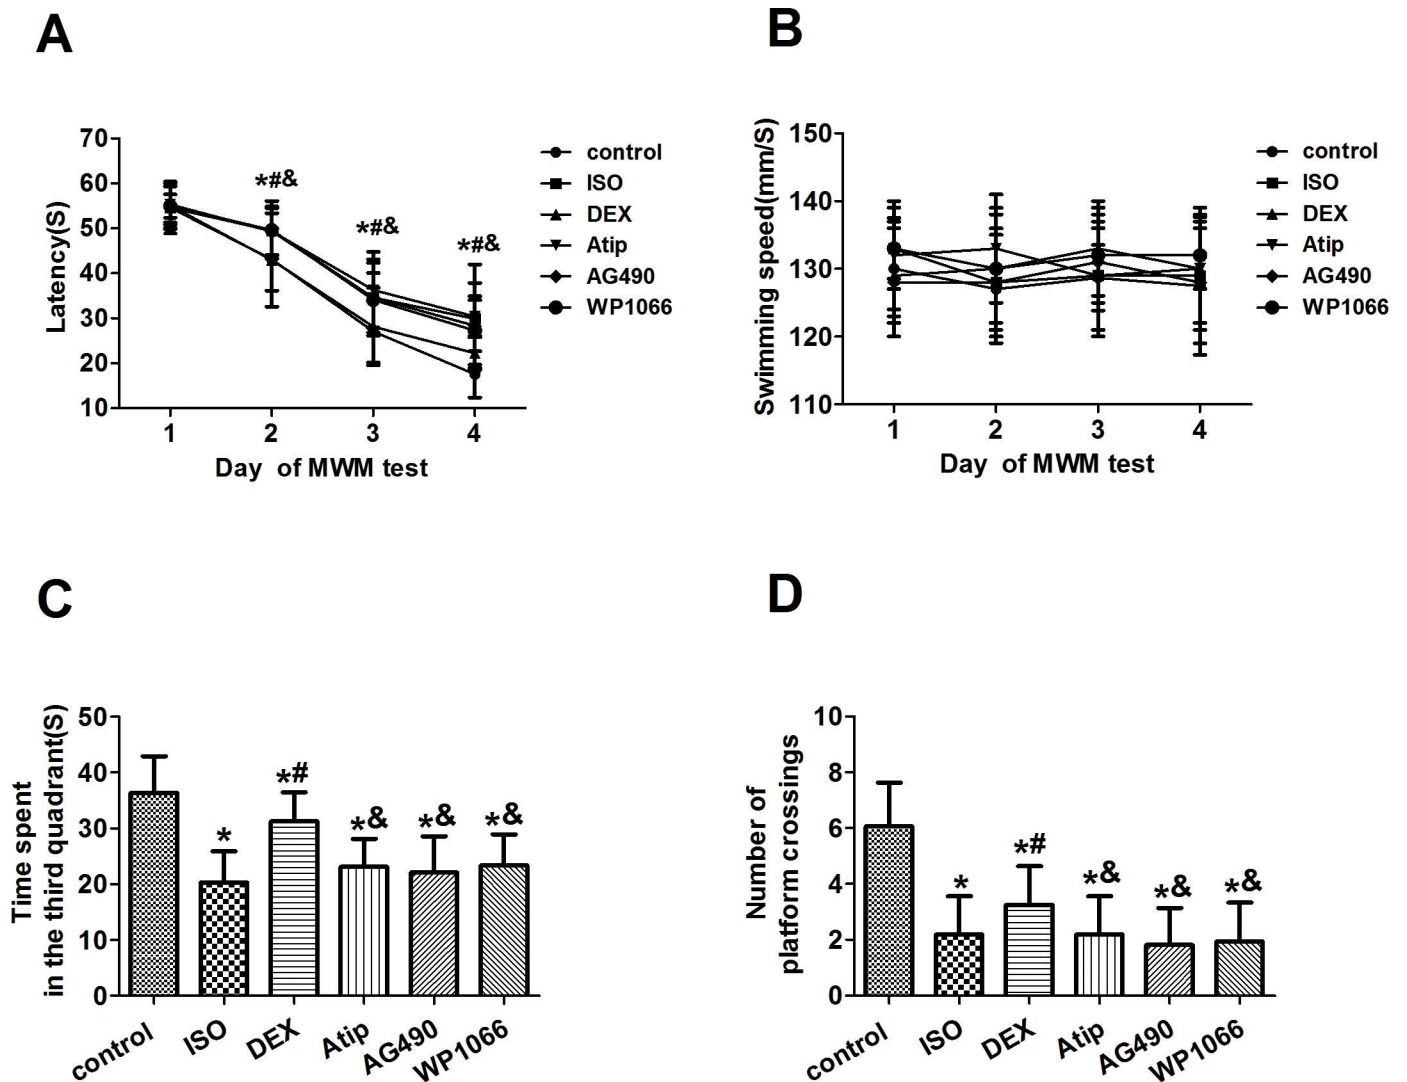 A
Latency(S)
70
60
50
40
30
20
10
*#&
*#&
*#&
1 2 3 4
Day of MWM test
control
ISO
DEX
Atip
AG490
WP1066
B
Swimming speed(mm/S)
150
140
130
120
110
1 2 3 4
Day of MWM test
control
ISO
DEX
Atip
AG490
WP1066
C
Time spent
in the third quadrant(S)
50
40
30
20
10
0
*
*#
*&
*&
*&
control ISO DEX Atip AG490 WP1066
D
Number of
platform crossings
10
8
6
4
2
0
*
*#
*&
*&
*&
control ISO DEX Atip AG490 WP1066